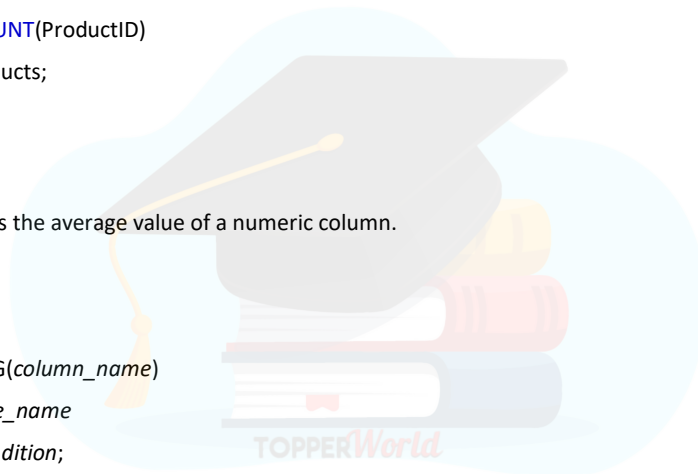 UNT(ProductID)
ucts;
s the average value of a numeric column.
G(column_name)
e_name
dition;
TOPPERWorld